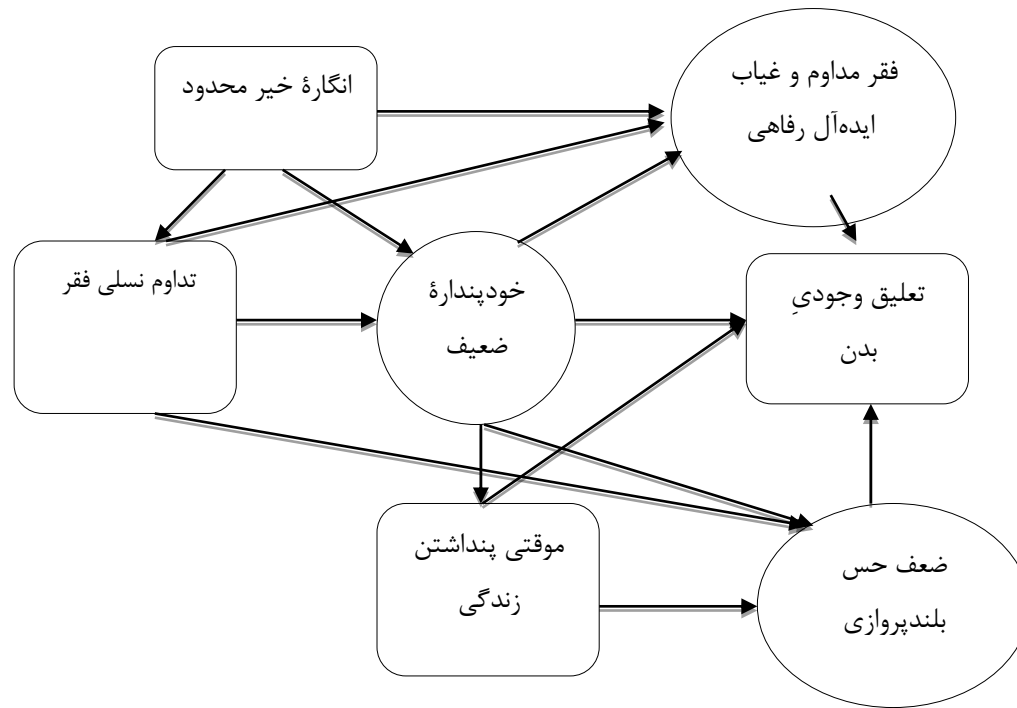 انگارۀ خیر محدود
فقر مداوم و غیاب
ایده‌آل رفاهی
تداوم نسلی فقر
خودپندارۀ
ضعیف
تعلیق وجودیِ
بدن
موقتی پنداشتن
زندگی
ضعف حس
بلندپروازی